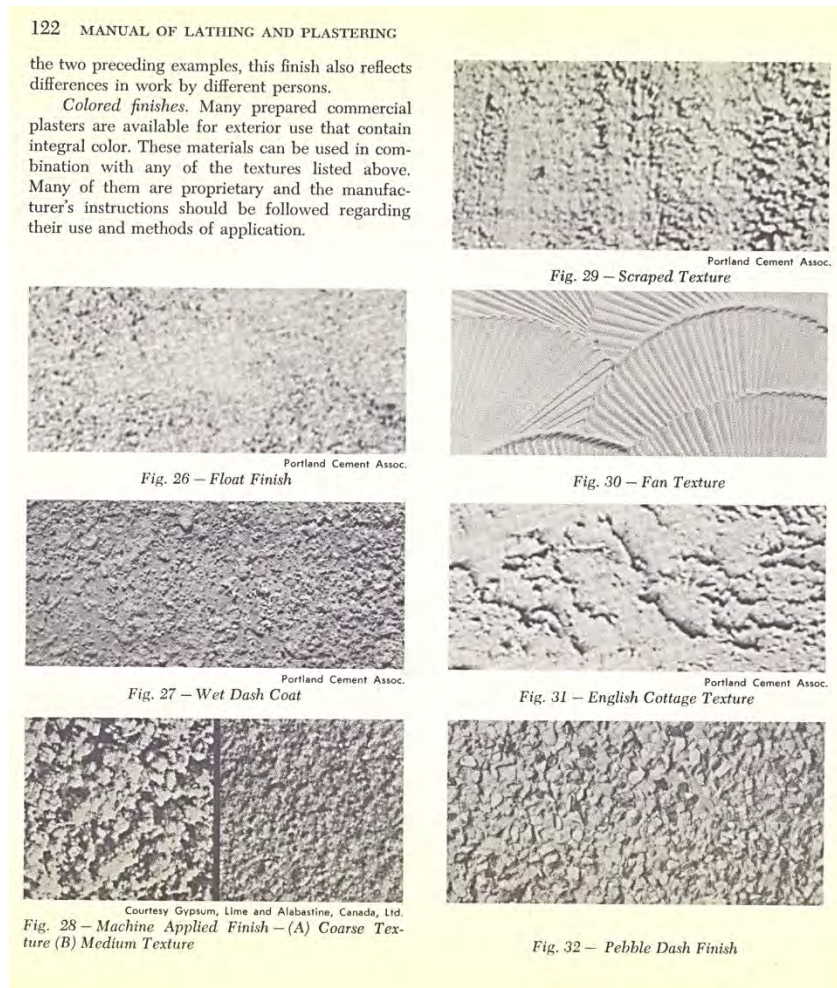 122 MANUAL OF LATHING AND PLASTERING
the two preceding examples, this finish also reflects
differences in work by different persons.
Colored finishes. Many prepared commercial
plasters are available for exterior use that contain
integral color. These materials can be used in com-
bination with any of the textures listed above.
Many of them are proprietary and the manufac-
turer's instructions should be followed regarding
their use and methods of application.
Portland Cement Assoc.
Fig. 26 — Float Finish
Portland Cement Assoc.
Fig. 27 — Wet Dash Coat
Courtesy Gypsum, Lime and Alabastine, Canada, Ltd.
Fig. 28 — Machine Applied Finish — (A) Coarse Tex-
ture (B) Medium Texture
Portland Cement Assoc.
Fig. 29 — Scraped Texture
Fig. 30 — Fan Texture
Portland Cement Assoc.
Fig. 31 — English Cottage Texture
Fig. 32 — Pebble Dash Finish